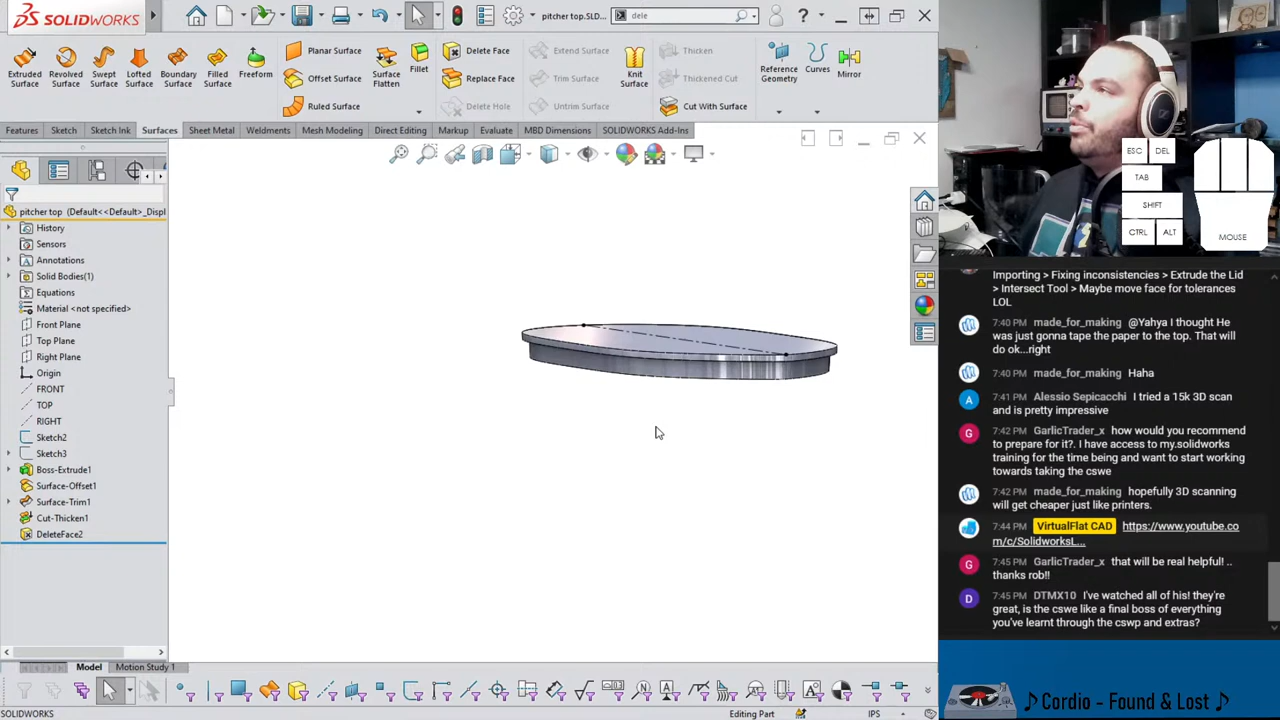 SOLIDWORKS
pitcher top.SLD...
dele
Extruded Surface
Revolved Surface
Swept Surface
Lofted Surface
Boundary Surface
Filled Surface
Freeform
Planar Surface
Offset Surface
Ruled Surface
Surface Flatten
Fillet
Delete Face
Replace Face
Delete Hole
Extend Surface
Trim Surface
Untrim Surface
Knit Surface
Thicken
Thickened Cut
Cut With Surface
Reference Geometry
Curves
Mirror
Features
Sketch
Sketch Ink
Surfaces
Sheet Metal
Weldments
Mesh Modeling
Direct Editing
Markup
Evaluate
MBD Dimensions
SOLIDWORKS Add-Ins
pitcher top (Default<<Default>_Displ
History
Sensors
Annotations
Solid Bodies(1)
Equations
Material <not specified>
Front Plane
Top Plane
Right Plane
Origin
FRONT
TOP
RIGHT
Sketch2
Sketch3
Boss-Extrude1
Surface-Offset1
Surface-Trim1
Cut-Thicken1
DeleteFace2
Model
Motion Study 1
SOLIDWORKS
Editing Part
IPS
ESC
DEL
TAB
SHIFT
CTRL
ALT
MOUSE
Importing > Fixing inconsistencies > Extrude the Lid
> Intersect Tool > Maybe move face for tolerances
LOL
7:40 PM made_for_making @Yahya I thought He
was just gonna tape the paper to the top. That will
do ok...right
7:40 PM made_for_making Haha
7:41 PM Alessio Sepicacchi I tried a 15k 3D scan
and is pretty impressive
7:42 PM GarlicTrader_x how would you recommend
to prepare for it?. I have access to my.solidworks
training for the time being and want to start working
towards taking the cswe
7:42 PM made_for_making hopefully 3D scanning
will get cheaper just like printers.
7:44 PM VirtualFlat CAD https://www.youtube.co
m/c/SolidworksL...
7:45 PM GarlicTrader_x that will be real helpful! ..
thanks rob!!
7:45 PM DTMX10 I've watched all of his! they're
great, is the cswe like a final boss of everything
you've learnt through the cswp and extras?
♪ Cordio - Found & Lost ♪